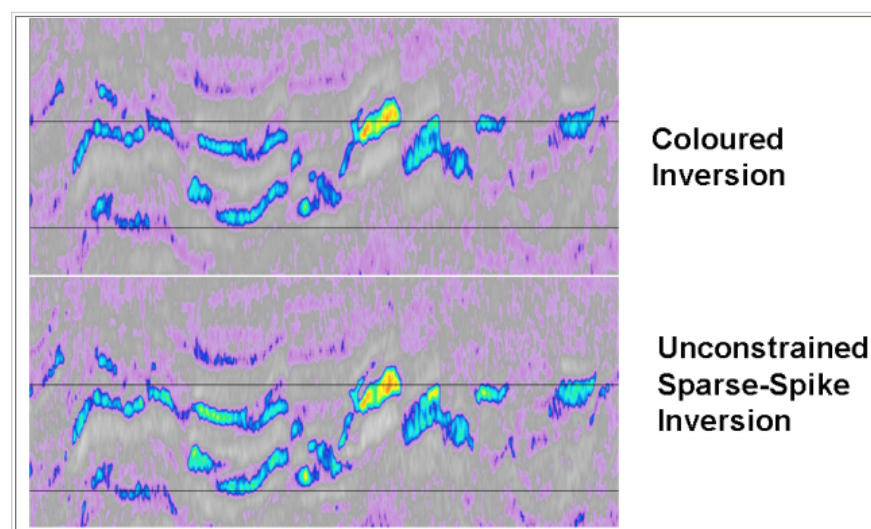 Coloured
Inversion
Unconstrained
Sparse-Spike
Inversion